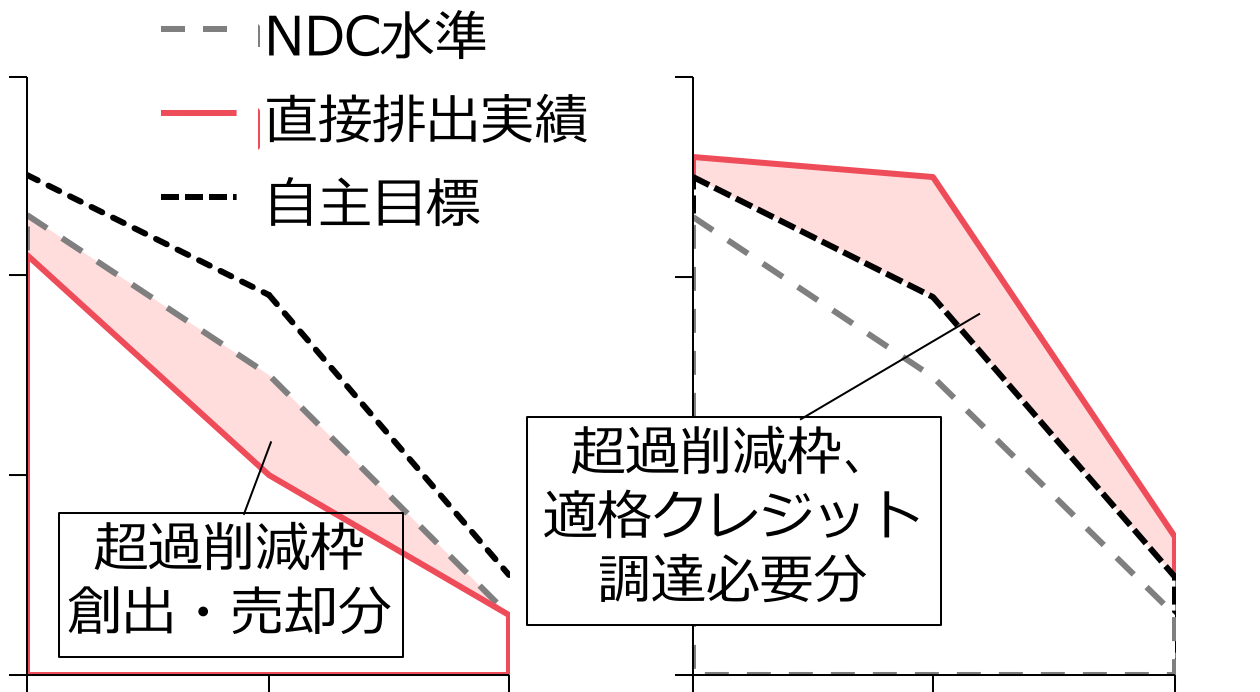 NDC水準
直接排出実績
自主目標
超過削減枠
創出・売却分
超過削減枠、
適格クレジット
調達必要分